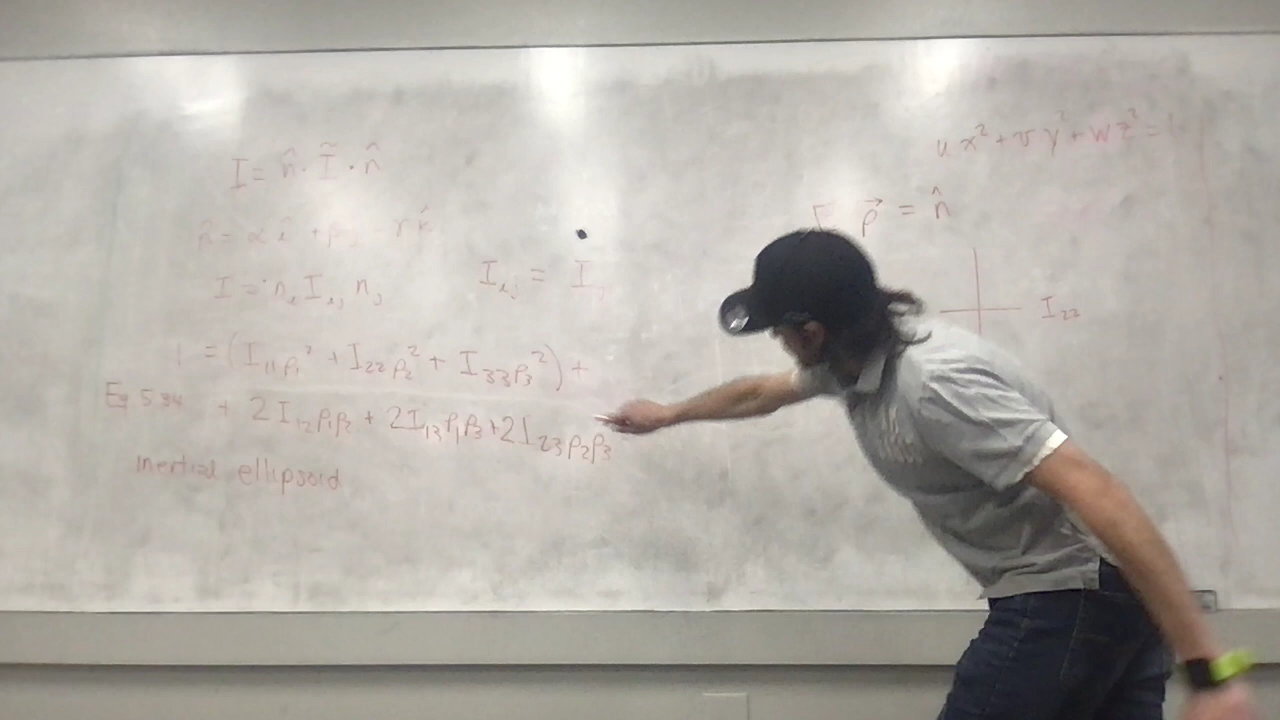 I = n̂ · Ĩ · n̂
n̂ = α î + β
I = n_i I_ij n_j
I_ij = I
1 = (I₁₁ρ₁² + I₂₂ρ₂² + I₃₃ρ₃²) +
Eq 5.34 + 2I₁₂ρ₁ρ₂ + 2I₁₃ρ₁ρ₃ + 2I₂₃ρ₂ρ₃
inertial ellipsoid
u x² + v y² + w z² = 1
ρ⃗ = n̂
I₂₂